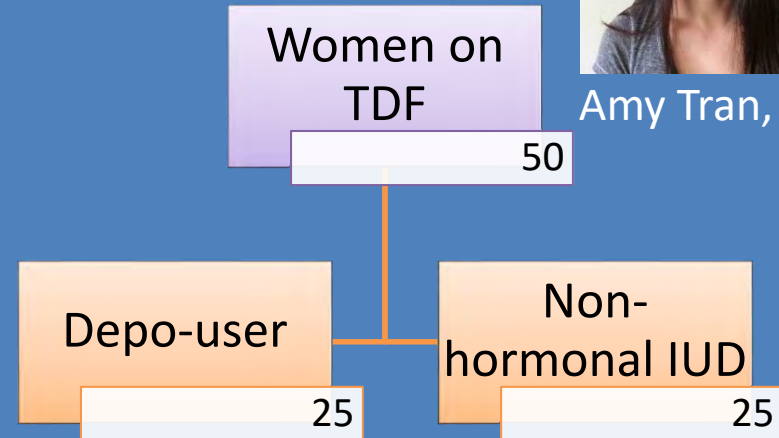 Women on
TDF
50
Amy Tran,
Depo-user
25
Non-
hormonal IUD
25